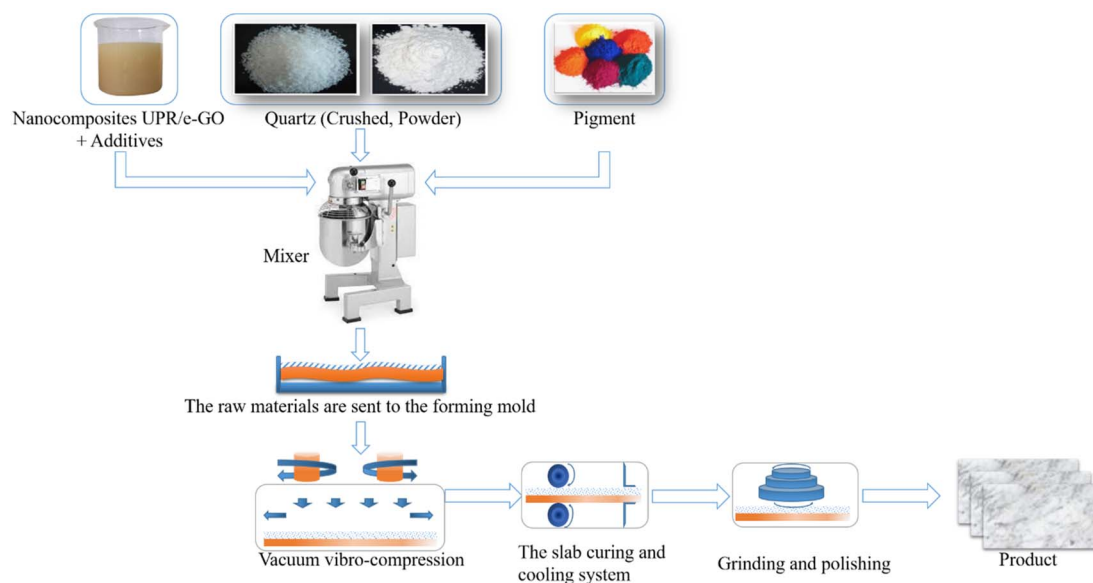 Nanocomposites UPR/e-GO
+ Additives
Quartz (Crushed, Powder)
Pigment
Mixer
The raw materials are sent to the forming mold
Vacuum vibro-compression
The slab curing and
cooling system
Grinding and polishing
Product